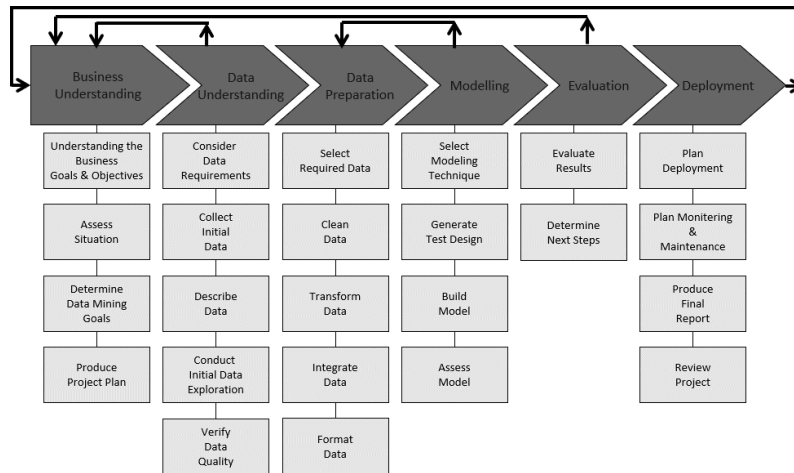 Business
Understanding
Data
Understanding
Data
Preparation
Modelling
Evaluation
Deployment
Understanding the
Business
Goals & Objectives
Assess
Situation
Determine
Data Mining
Goals
Produce
Project Plan
Consider
Data
Requirements
Collect
Initial
Data
Describe
Data
Conduct
Initial Data
Exploration
Verify
Data
Quality
Select
Required Data
Clean
Data
Transform
Data
Integrate
Data
Format
Data
Select
Modeling
Technique
Generate
Test Design
Build
Model
Assess
Model
Evaluate
Results
Determine
Next Steps
Plan
Deployment
Plan Monitering
&
Maintenance
Produce
Final
Report
Review
Project